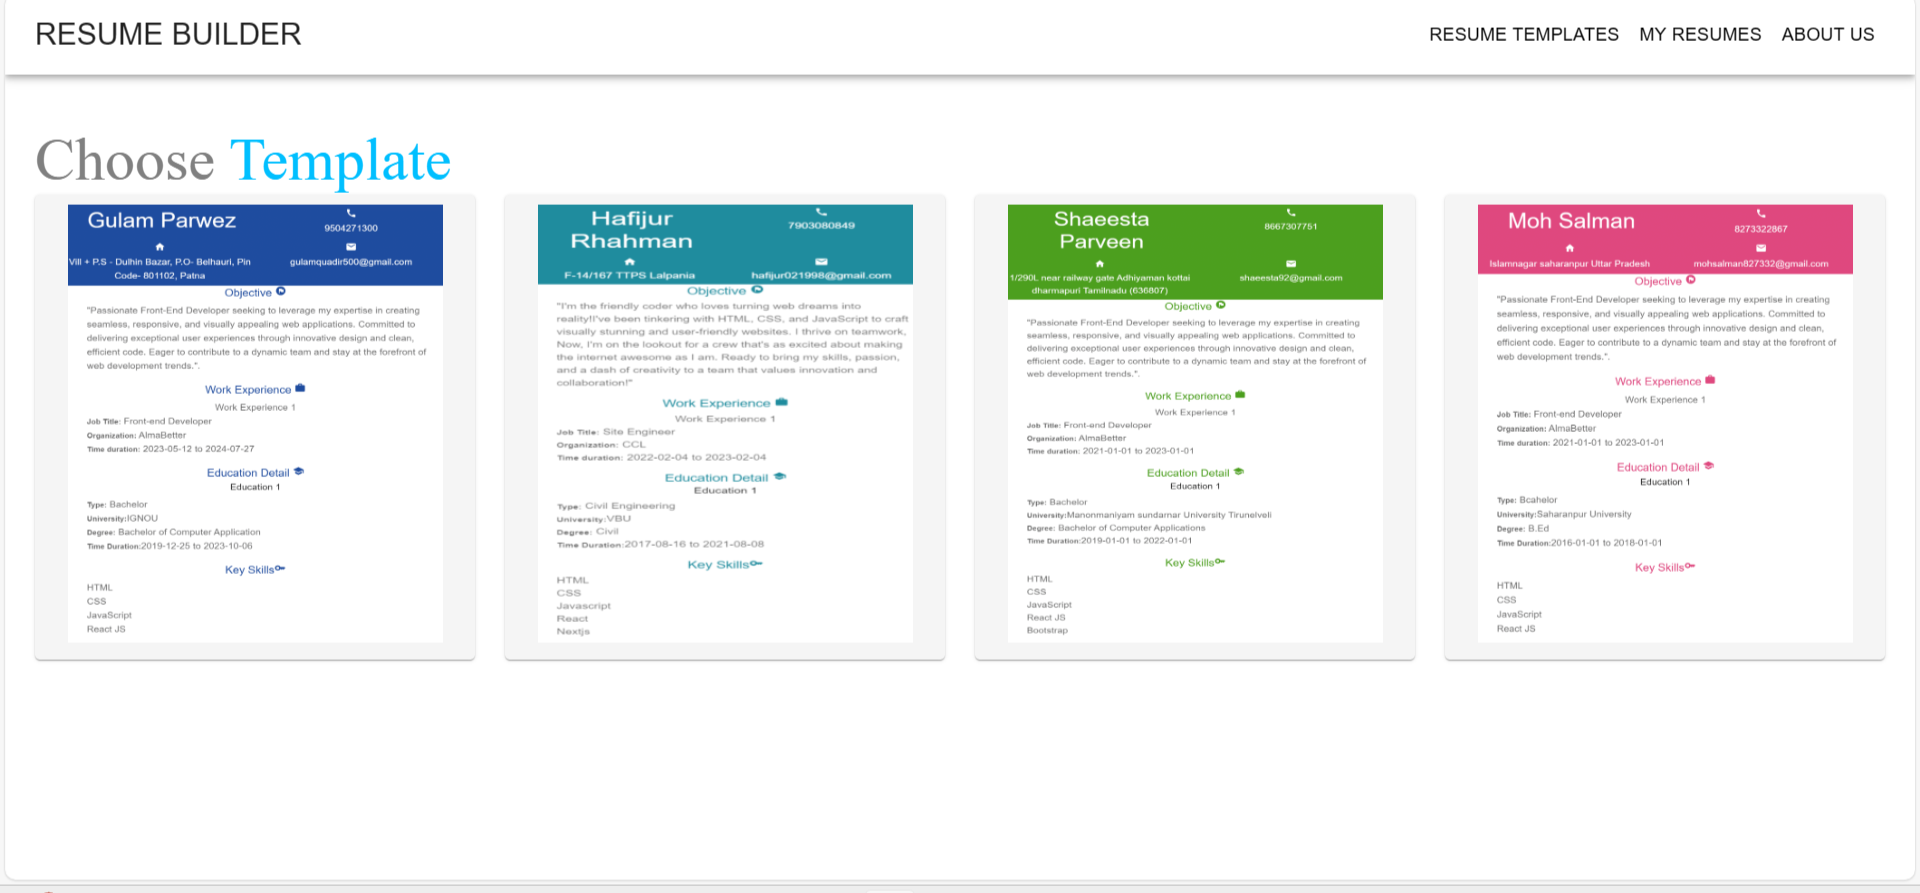 RESUME BUILDER
RESUME TEMPLATES MY RESUMES ABOUT US
Choose Template
Gulam Parwez
9504271300
Vill + P.S - Dulhin Bazar, P.O- Belhauri, Pin
Code- 801102, Patna
gulamquadir500@gmail.com
Objective
"Passionate Front-End Developer seeking to leverage my expertise in creating
seamless, responsive, and visually appealing web applications. Committed to
delivering exceptional user experiences through innovative design and clean,
efficient code. Eager to contribute to a dynamic team and stay at the forefront of
web development trends.".
Work Experience
Work Experience 1
Job Title: Front-end Developer
Organization: AlmaBetter
Time duration: 2023-05-12 to 2024-07-27
Education Detail
Education 1
Type: Bachelor
University:IGNOU
Degree: Bachelor of Computer Application
Time Duration:2019-12-25 to 2023-10-06
Key Skills
HTML
CSS
JavaScript
React JS
Hafijur
Rhahman
7903080849
F-14/167 TTPS Lalpania
hafijur021998@gmail.com
Objective
"I'm the friendly coder who loves turning web dreams into
reality!I've been tinkering with HTML, CSS, and JavaScript to craft
visually stunning and user-friendly websites. I thrive on teamwork,
Now, I'm on the lookout for a crew that's as excited about making
the internet awesome as I am. Ready to bring my skills, passion,
and a dash of creativity to a team that values innovation and
collaboration!"
Work Experience
Work Experience 1
Job Title: Site Engineer
Organization: CCL
Time duration: 2022-02-04 to 2023-02-04
Education Detail
Education 1
Type: Civil Engineering
University:VBU
Degree: Civil
Time Duration:2017-08-16 to 2021-08-08
Key Skills
HTML
CSS
Javascript
React
Nextjs
Shaeesta
Parveen
8667307751
1/290L near railway gate Adhiyaman kottai
dharmapuri Tamilnadu (636807)
shaeesta92@gmail.com
Objective
"Passionate Front-End Developer seeking to leverage my expertise in creating
seamless, responsive, and visually appealing web applications. Committed to
delivering exceptional user experiences through innovative design and clean,
efficient code. Eager to contribute to a dynamic team and stay at the forefront of
web development trends.".
Work Experience
Work Experience 1
Job Title: Front-end Developer
Organization: AlmaBetter
Time duration: 2021-01-01 to 2023-01-01
Education Detail
Education 1
Type: Bachelor
University:Manonmaniyam sundarnar University Tirunelveli
Degree: Bachelor of Computer Applications
Time Duration:2019-01-01 to 2022-01-01
Key Skills
HTML
CSS
JavaScript
React JS
Bootstrap
Moh Salman
8273322867
Islamnagar saharanpur Uttar Pradesh
mohsalman827332@gmail.com
Objective
"Passionate Front-End Developer seeking to leverage my expertise in creating
seamless, responsive, and visually appealing web applications. Committed to
delivering exceptional user experiences through innovative design and clean,
efficient code. Eager to contribute to a dynamic team and stay at the forefront of
web development trends.".
Work Experience
Work Experience 1
Job Title: Front-end Developer
Organization: AlmaBetter
Time duration: 2021-01-01 to 2023-01-01
Education Detail
Education 1
Type: Bcahelor
University:Saharanpur University
Degree: B.Ed
Time Duration:2016-01-01 to 2018-01-01
Key Skills
HTML
CSS
JavaScript
React JS